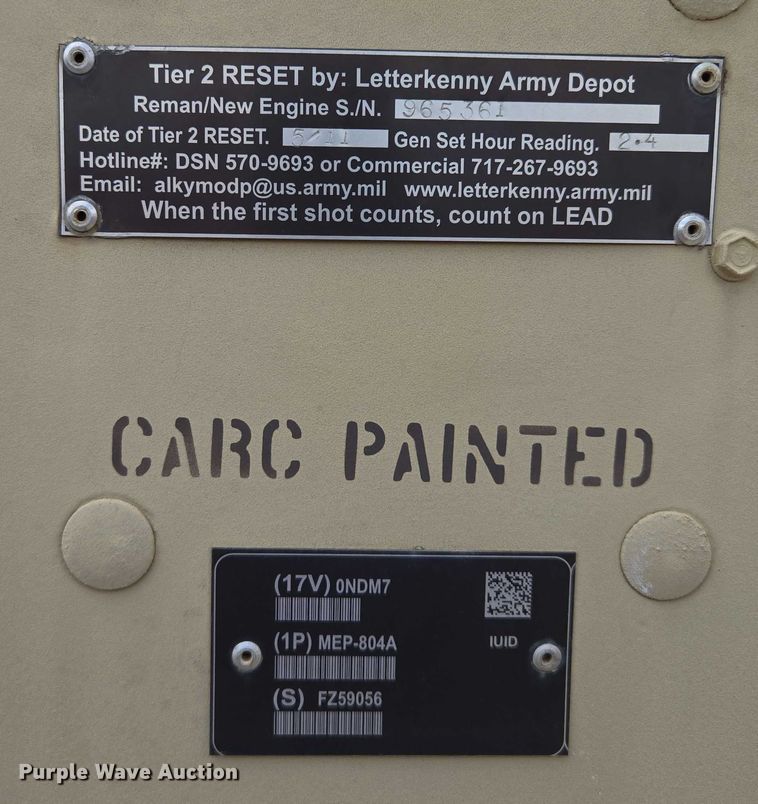 Tier 2 RESET by: Letterkenny Army Depot
Reman/New Engine S./N. 965361
Date of Tier 2 RESET. 5/11 Gen Set Hour Reading. 2.4
Hotline#: DSN 570-9693 or Commercial 717-267-9693
Email: alkymodp@us.army.mil www.letterkenny.army.mil
When the first shot counts, count on LEAD
CARC PAINTED
(17V) 0NDM7
(1P) MEP-804A
IUID
(S) FZ59056
Purple Wave Auction